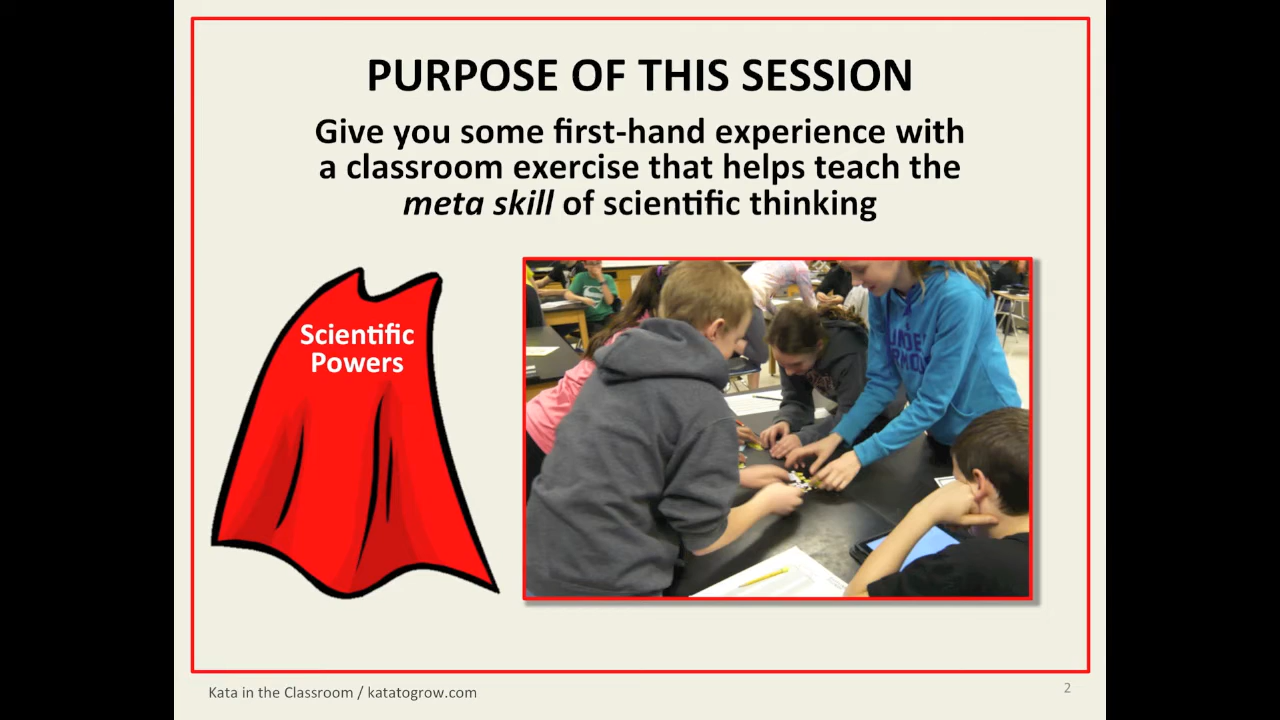 PURPOSE OF THIS SESSION
Give you some first-hand experience with
a classroom exercise that helps teach the
meta skill of scientific thinking
Scientific
Powers
UNDER
Kata in the Classroom / katatogrow.com
2